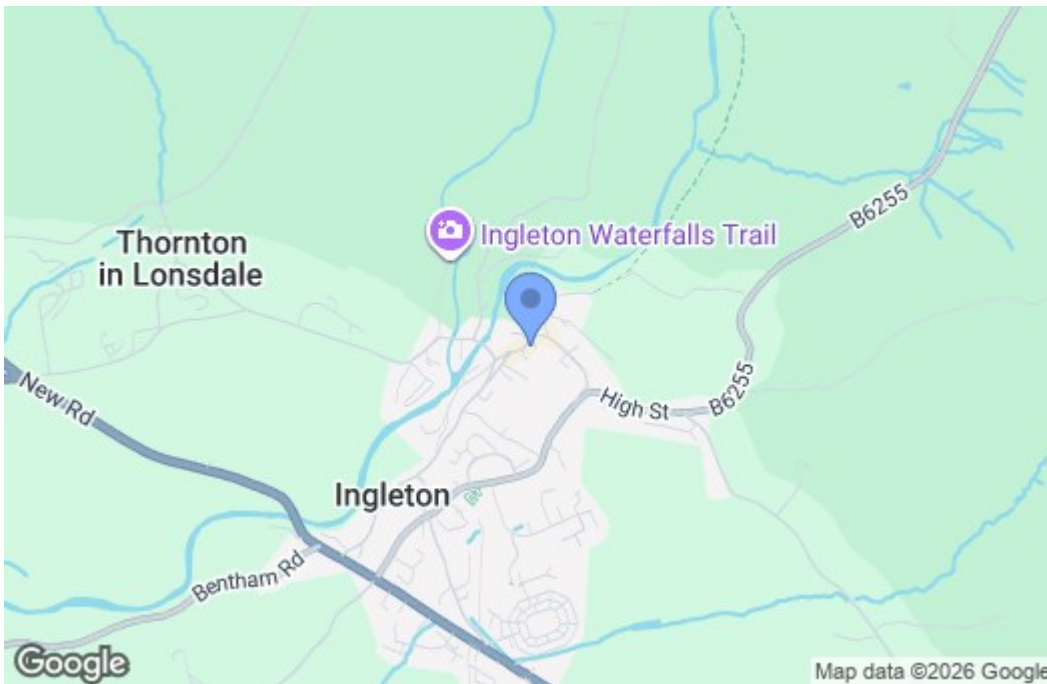 B6255
Ingleton Waterfalls Trail
Thornton
in Lonsdale
New Rd
High St
B6255
Ingleton
Bentham Rd
Google
Map data ©2026 Google